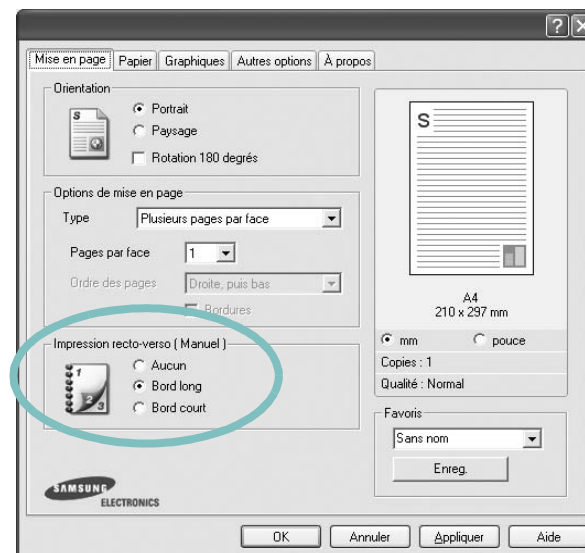 Mise en page Papier Graphiques Autres options À propos
Orientation
S
Portrait
Paysage
Rotation 180 degrés
Options de mise en page
Type Plusieurs pages par face
Pages par face 1
Ordre des pages Droite, puis bas
Bordures
Impression recto-verso ( Manuel )
1
2
3
Aucun
Bord long
Bord court
SAMSUNG
ELECTRONICS
S
A4
210 x 297 mm
mm pouce
Copies : 1
Qualité : Normal
Favoris
Sans nom
Enreg.
OK Annuler Appliquer Aide